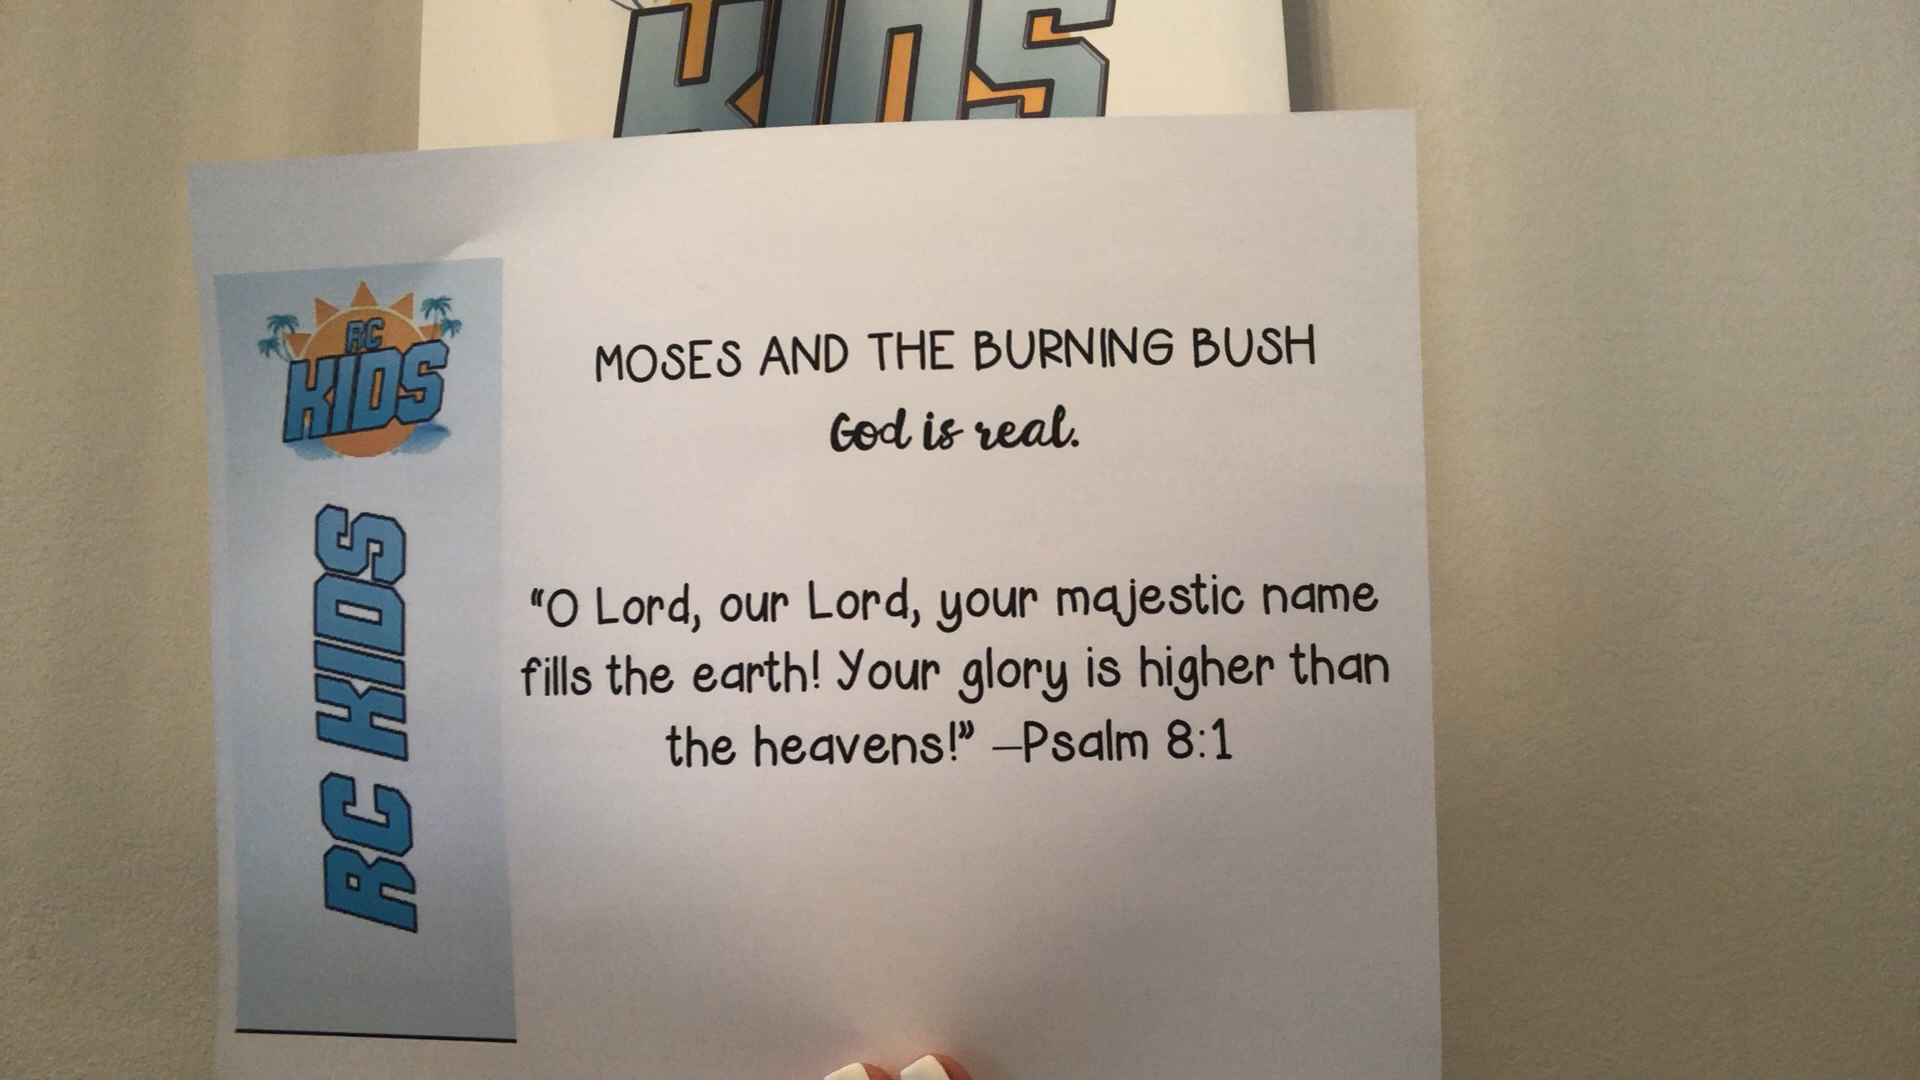 KIDS
RC
KIDS
RC KIDS
MOSES AND THE BURNING BUSH
God is real.
“O Lord, our Lord, your majestic name
fills the earth! Your glory is higher than
the heavens!” –Psalm 8:1